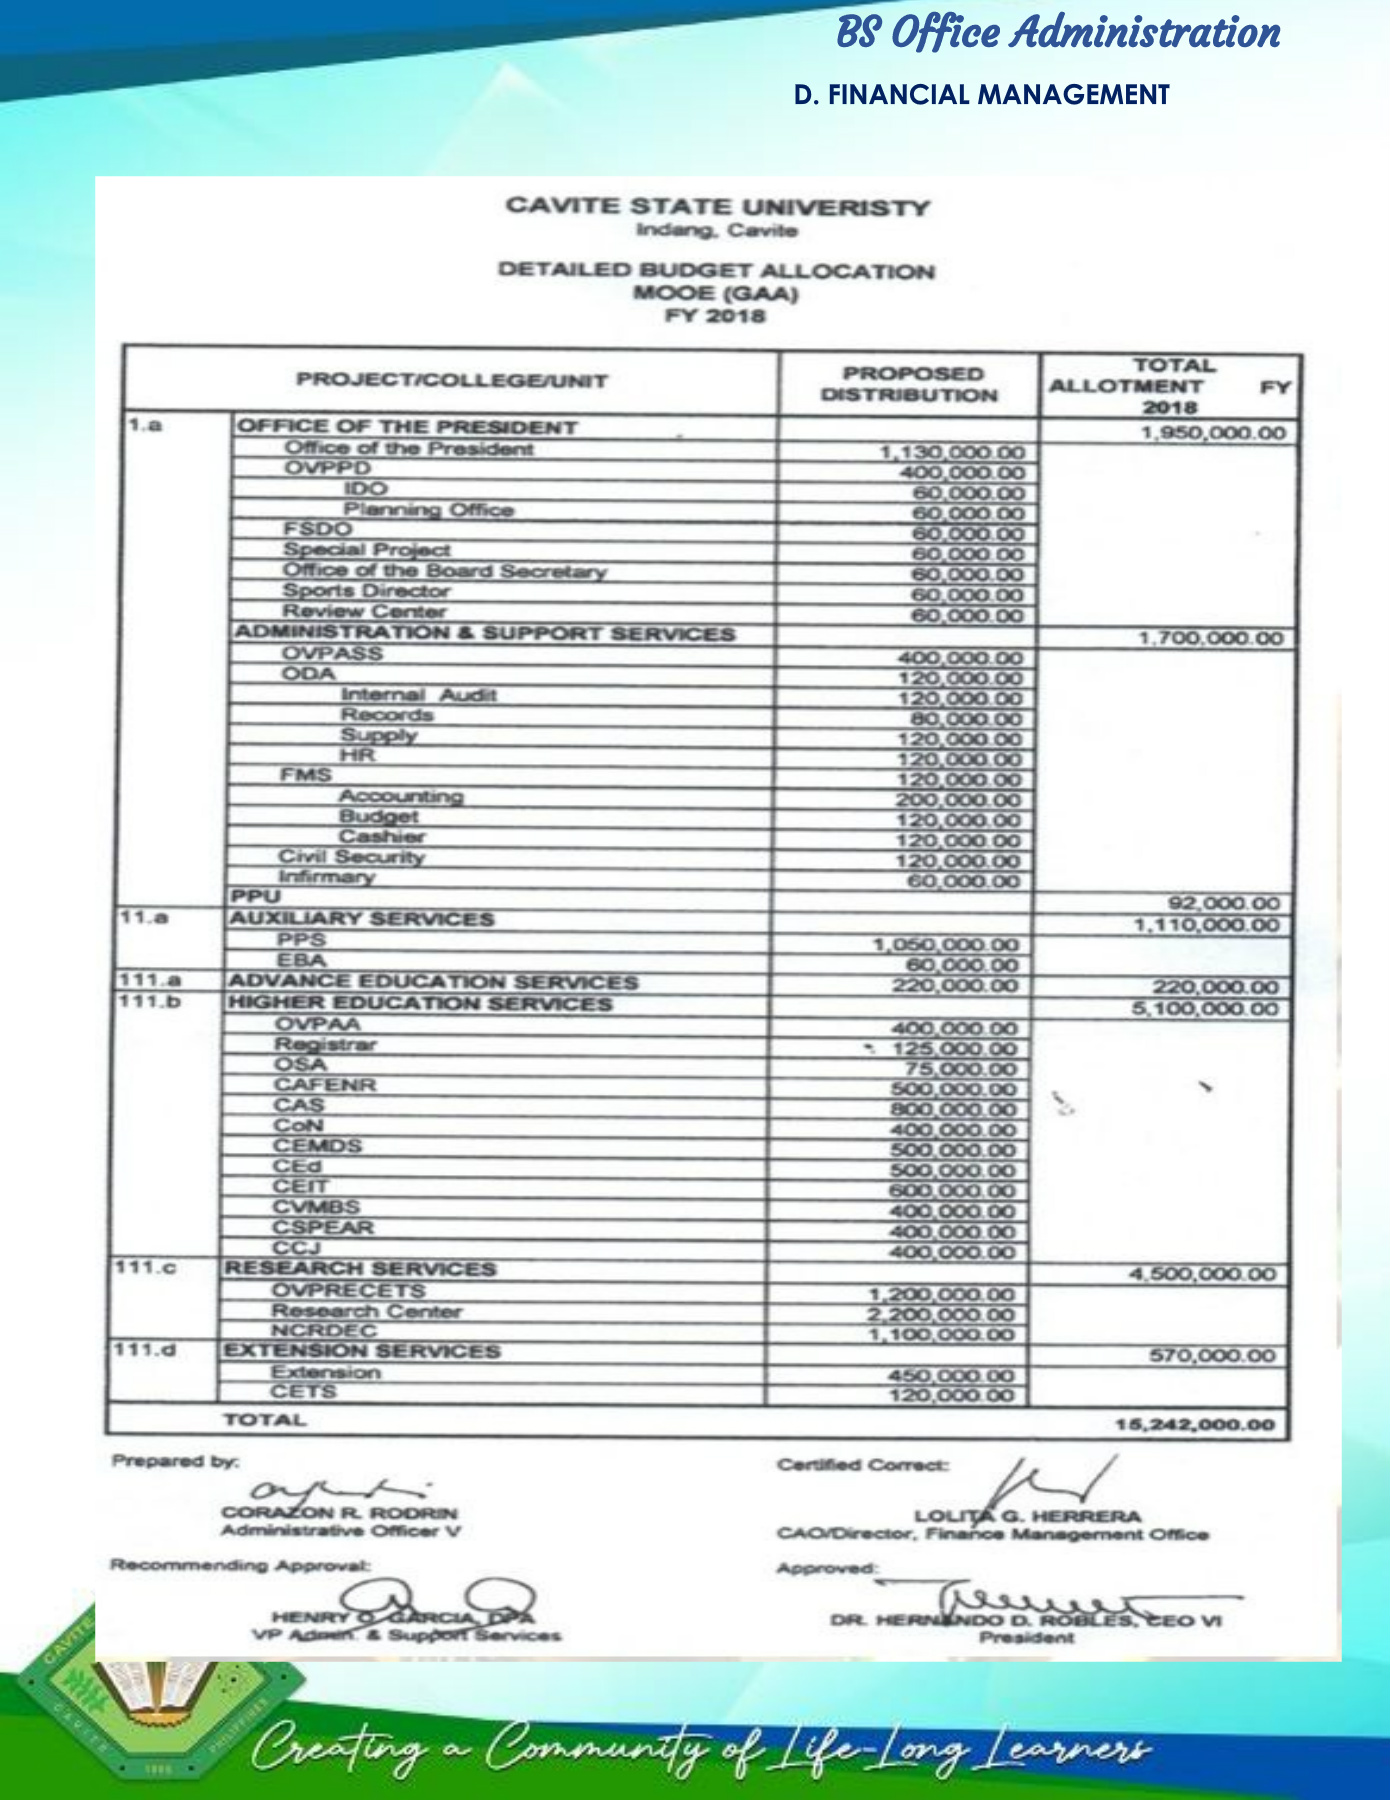 BS Office Administration
D. FINANCIAL MANAGEMENT
CAVITE STATE UNIVERISTY
Indang, Cavite
DETAILED BUDGET ALLOCATION
MOOE (GAA)
FY 2018
PROJECT/COLLEGE/UNIT PROPOSED DISTRIBUTION TOTAL ALLOTMENT FY 2018
1.a OFFICE OF THE PRESIDENT 1,950,000.00
Office of the President 1,130,000.00
OVPPD 400,000.00
IDO 60,000.00
Planning Office 60,000.00
FSDO 60,000.00
Special Project 60,000.00
Office of the Board Secretary 60,000.00
Sports Director 60,000.00
Review Center 60,000.00
ADMINISTRATION & SUPPORT SERVICES 1,700,000.00
OVPASS 400,000.00
ODA 120,000.00
Internal Audit 120,000.00
Records 80,000.00
Supply 120,000.00
HR 120,000.00
FMS 120,000.00
Accounting 200,000.00
Budget 120,000.00
Cashier 120,000.00
Civil Security 120,000.00
Infirmary 60,000.00
PPU 92,000.00
11.a AUXILIARY SERVICES 1,110,000.00
PPS 1,050,000.00
EBA 60,000.00
111.a ADVANCE EDUCATION SERVICES 220,000.00 220,000.00
111.b HIGHER EDUCATION SERVICES 5,100,000.00
OVPAA 400,000.00
Registrar 125,000.00
OSA 75,000.00
CAFENR 500,000.00
CAS 800,000.00
CoN 400,000.00
CEMDS 500,000.00
CEd 500,000.00
CEIT 600,000.00
CVMBS 400,000.00
CSPEAR 400,000.00
CCJ 400,000.00
111.c RESEARCH SERVICES 4,500,000.00
OVPRECETS 1,200,000.00
Research Center 2,200,000.00
NCRDEC 1,100,000.00
111.d EXTENSION SERVICES 570,000.00
Extension 450,000.00
CETS 120,000.00
TOTAL 15,242,000.00
Prepared by: Certified Correct:
CORAZON R. RODRIN LOLITA G. HERRERA
Administrative Officer V CAO/Director, Finance Management Office
Recommending Approval: Approved:
HENRY O. GARCIA, DPA DR. HERNANDO D. ROBLES, CEO VI
VP Admin. & Support Services President
CAVITE
CAVITE PHILIPPINES
1906
Creating a Community of Life-Long Learners